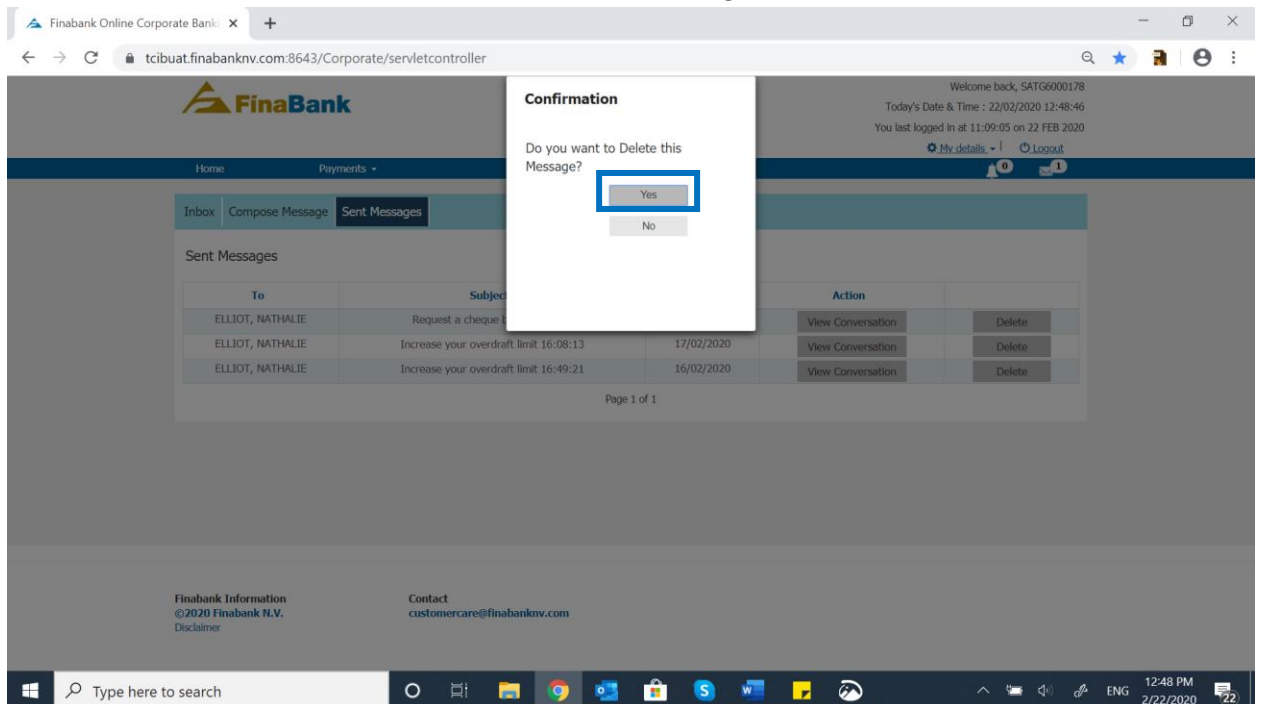 Finabank Online Corporate Banki
tcibuat.finabanknv.com:8643/Corporate/servletcontroller
FinaBank
Welcome back, SATG6000178
Today's Date & Time : 22/02/2020 12:48:46
You last logged in at 11:09:05 on 22 FEB 2020
My details Logout
Confirmation
Do you want to Delete this
Message?
Yes
No
Home Payments 0 1
Inbox Compose Message Sent Messages
Sent Messages
To Subjec Action
ELLIOT, NATHALIE Request a cheque b View Conversation Delete
ELLIOT, NATHALIE Increase your overdraft limit 16:08:13 17/02/2020 View Conversation Delete
ELLIOT, NATHALIE Increase your overdraft limit 16:49:21 16/02/2020 View Conversation Delete
Page 1 of 1
Finabank Information Contact
©2020 Finabank N.V. customercare@finabanknv.com
Disclaimer
Type here to search ENG 12:48 PM
2/22/2020 22